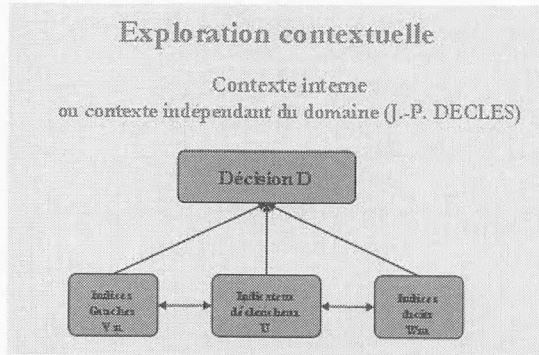 Exploration contextuelle
Contexte interne
ou contexte indépendant du domaine (J.-P. DECLES)
Décision D
Indices
Gauches
Indicateur
déclencheur
U
Indices
droits